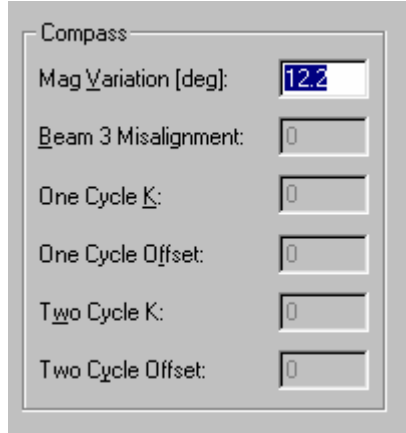 Compass
Mag Variation [deg]: 12.2
Beam 3 Misalignment: 0
One Cycle K: 0
One Cycle Offset: 0
Two Cycle K: 0
Two Cycle Offset: 0